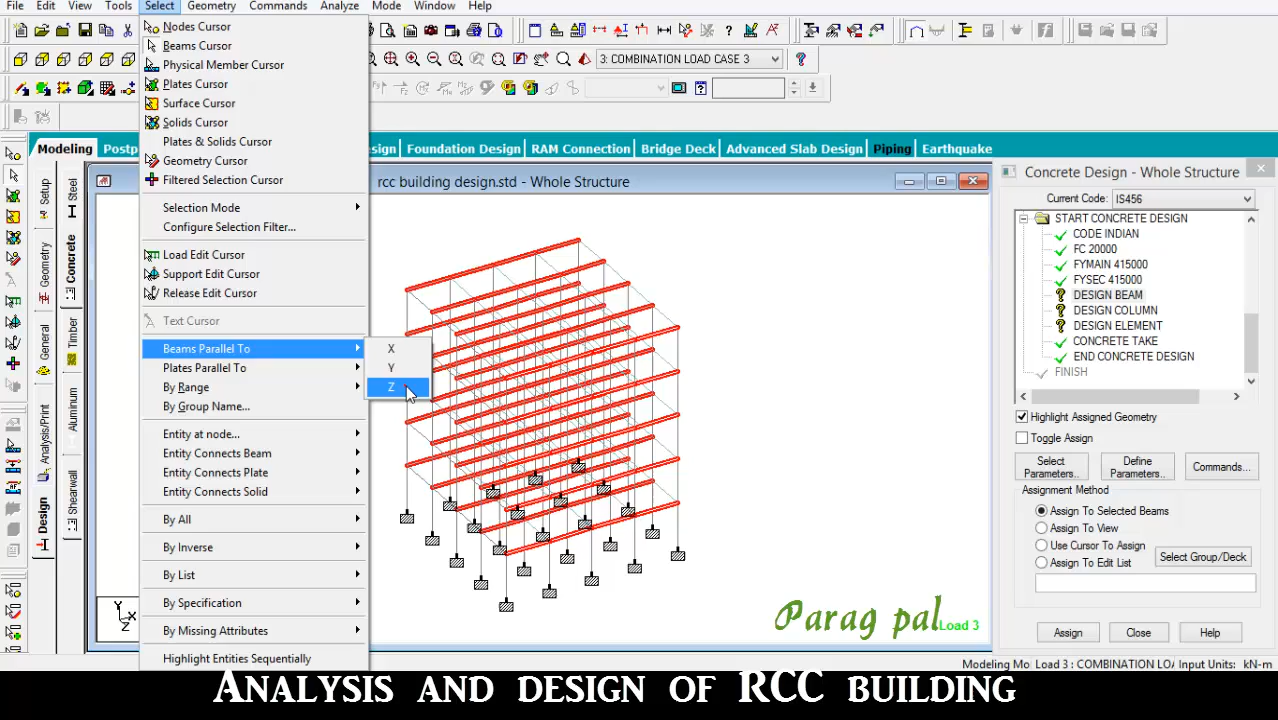 File Edit View Tools Select Geometry Commands Analyze Mode Window Help
Nodes Cursor
Beams Cursor
Physical Member Cursor
Plates Cursor
Surface Cursor
Solids Cursor
Plates & Solids Cursor
Geometry Cursor
Filtered Selection Cursor
Selection Mode
Configure Selection Filter...
Load Edit Cursor
Support Edit Cursor
Release Edit Cursor
Text Cursor
Beams Parallel To
Plates Parallel To
By Range
By Group Name...
Entity at node...
Entity Connects Beam
Entity Connects Plate
Entity Connects Solid
By All
By Inverse
By List
By Specification
By Missing Attributes
Highlight Entities Sequentially
X
Y
Z
3: COMBINATION LOAD CASE 3
Modeling Postp sign Foundation Design RAM Connection Bridge Deck Advanced Slab Design Piping Earthquake
rcc building design.std - Whole Structure
Setup
Geometry
General
Analysis/Print
Design
Steel
Concrete
Timber
Aluminum
Shearwall
Y
X
Z
Parag pal
Load 3
Concrete Design - Whole Structure
Current Code: IS456
START CONCRETE DESIGN
CODE INDIAN
FC 20000
FYMAIN 415000
FYSEC 415000
DESIGN BEAM
DESIGN COLUMN
DESIGN ELEMENT
CONCRETE TAKE
END CONCRETE DESIGN
FINISH
Highlight Assigned Geometry
Toggle Assign
Select Parameters..
Define Parameters..
Commands...
Assignment Method
Assign To Selected Beams
Assign To View
Use Cursor To Assign
Assign To Edit List
Select Group/Deck
Assign Close Help
Modeling Mo Load 3 : COMBINATION LOA Input Units: kN-m
Analysis and design of RCC building